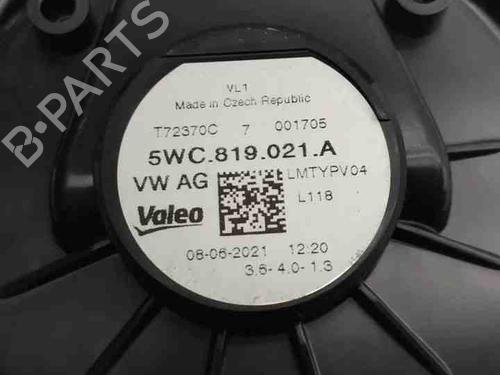 B-PARTS
VL1
Made in Czech Republic
T72370C 7 001705
5WC.819.021.A
VW AG LMTYPV04
Valeo L118
08-06-2021 12:20
3.6- 4.0- 1.3